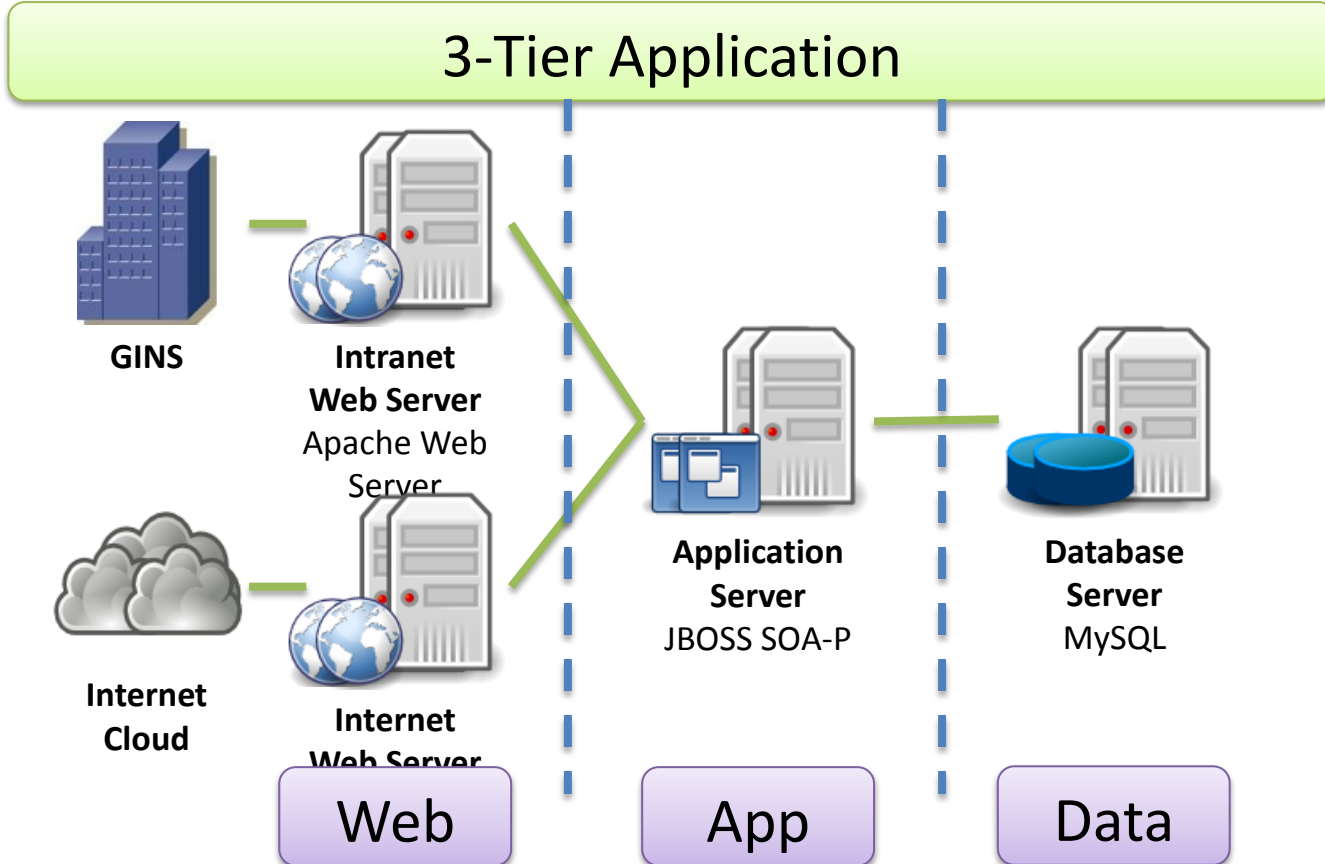 3-Tier Application
GINS
Intranet
Web Server
Apache Web
Server
Internet
Cloud
Internet
Web Server
Application
Server
JBOSS SOA-P
Database
Server
MySQL
Web
App
Data